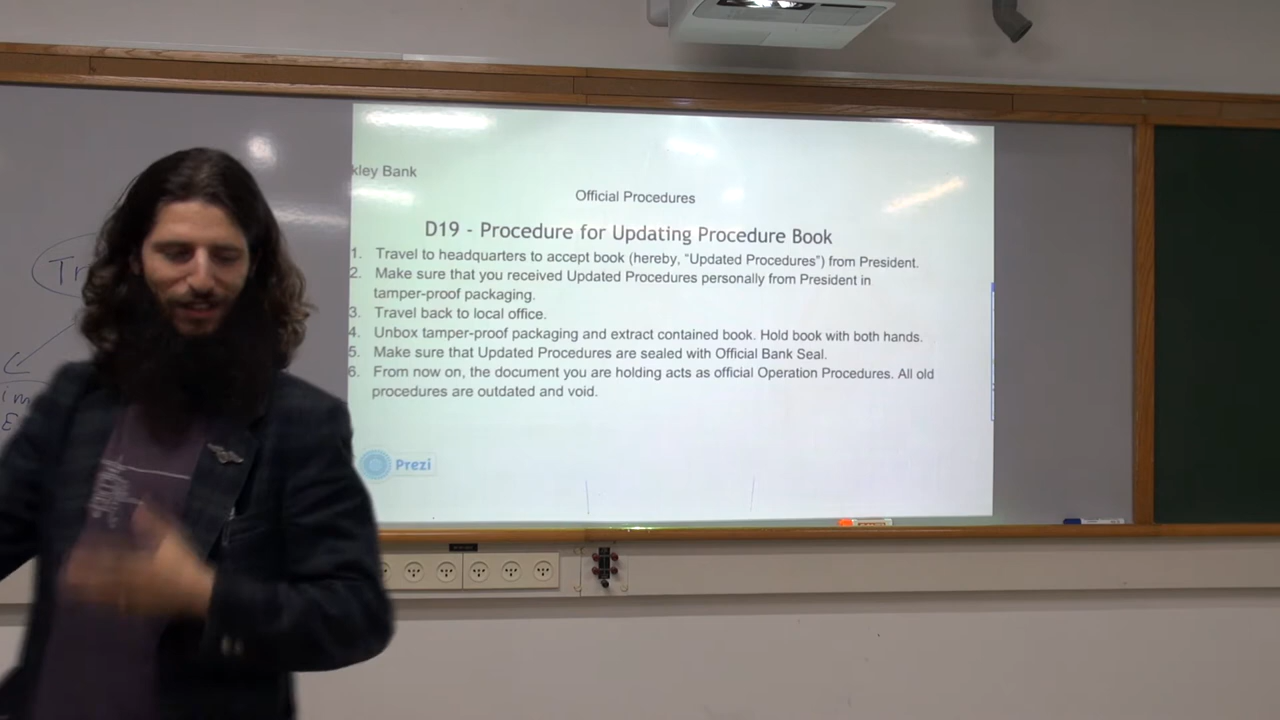 kley Bank
Official Procedures
D19 - Procedure for Updating Procedure Book
1. Travel to headquarters to accept book (hereby, "Updated Procedures") from President.
2. Make sure that you received Updated Procedures personally from President in
tamper-proof packaging.
3. Travel back to local office.
4. Unbox tamper-proof packaging and extract contained book. Hold book with both hands.
5. Make sure that Updated Procedures are sealed with Official Bank Seal.
6. From now on, the document you are holding acts as official Operation Procedures. All old
procedures are outdated and void.
Prezi
Tr
im